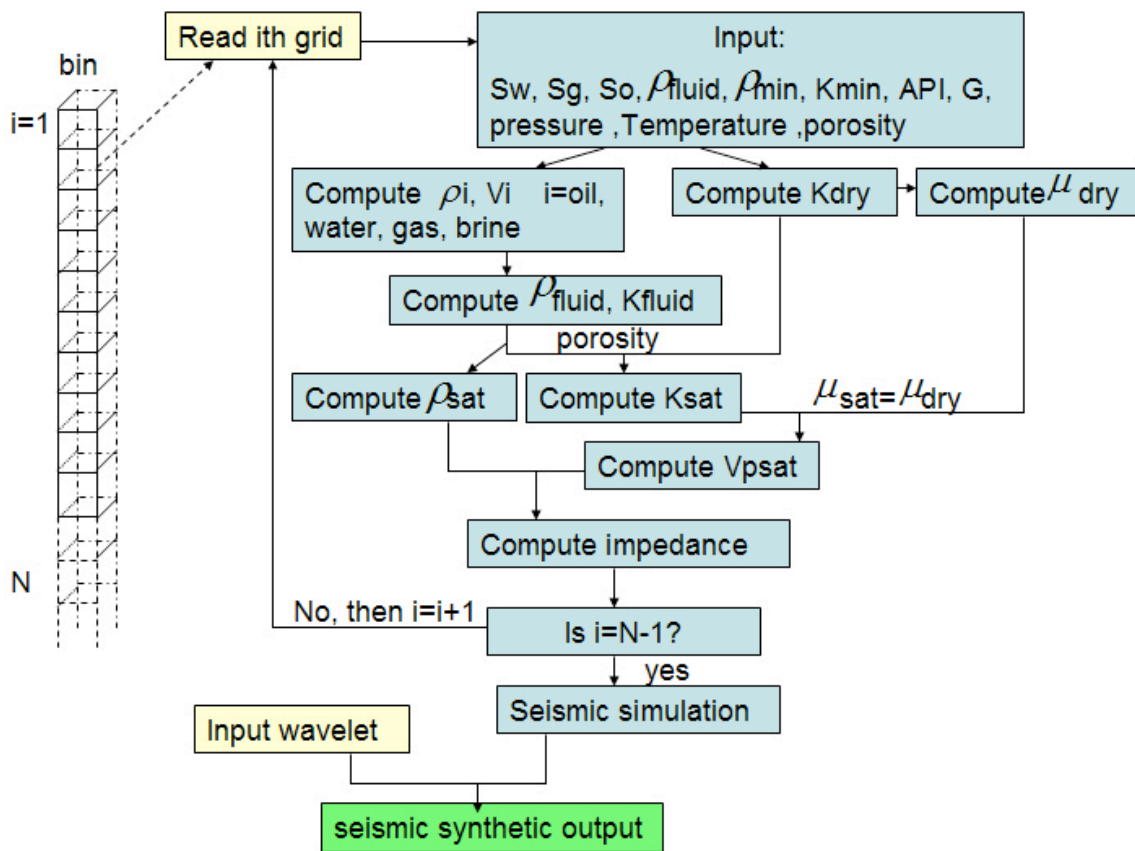 Read ith grid
Input:
Sw, Sg, So, ρfluid, ρmin, Kmin, API, G,
pressure ,Temperature ,porosity
bin
i=1
N
Compute ρi, Vi i=oil,
water, gas, brine
Compute Kdry
Compute μ dry
Compute ρfluid, Kfluid
porosity
Compute ρsat
Compute Ksat
μsat= μdry
Compute Vpsat
Compute impedance
No, then i=i+1
Is i=N-1?
yes
Seismic simulation
Input wavelet
seismic synthetic output